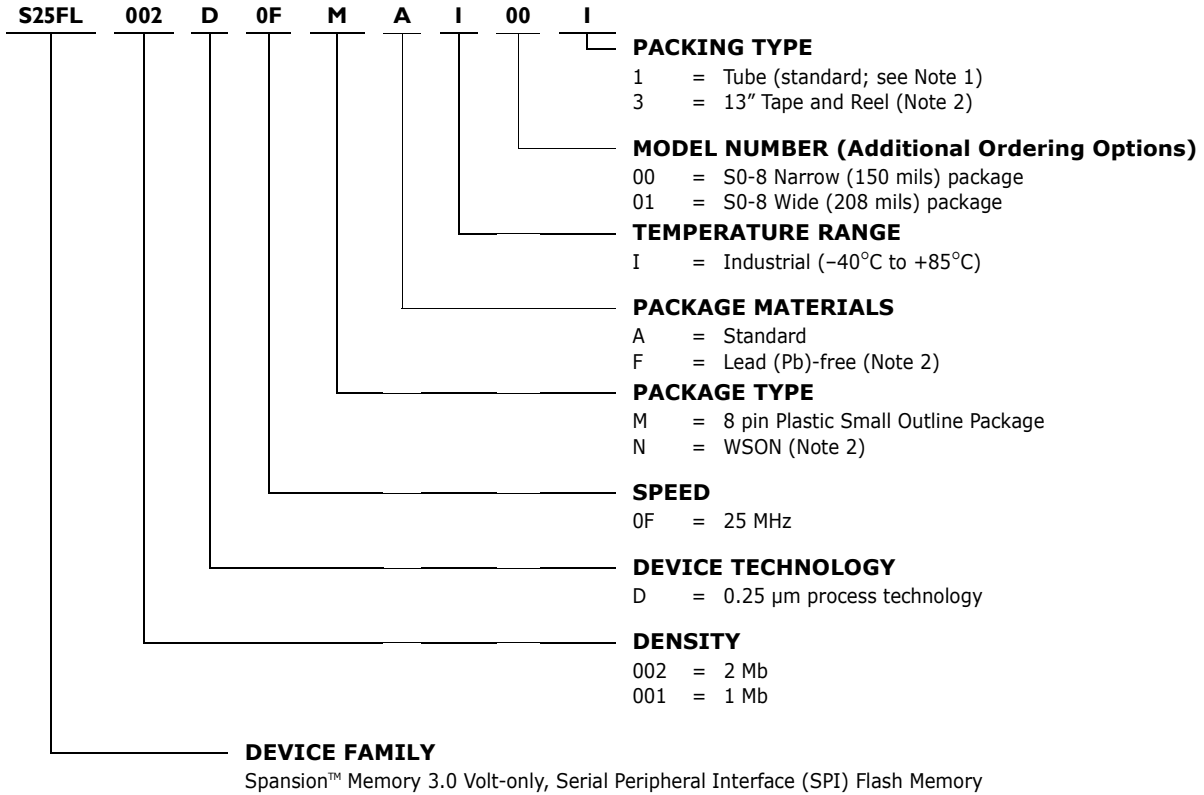 S25FL 002 D 0F M A I 00 1
PACKING TYPE
1 = Tube (standard; see Note 1)
3 = 13” Tape and Reel (Note 2)
MODEL NUMBER (Additional Ordering Options)
00 = S0-8 Narrow (150 mils) package
01 = S0-8 Wide (208 mils) package
TEMPERATURE RANGE
I = Industrial (–40°C to +85°C)
PACKAGE MATERIALS
A = Standard
F = Lead (Pb)-free (Note 2)
PACKAGE TYPE
M = 8 pin Plastic Small Outline Package
N = WSON (Note 2)
SPEED
0F = 25 MHz
DEVICE TECHNOLOGY
D = 0.25 µm process technology
DENSITY
002 = 2 Mb
001 = 1 Mb
DEVICE FAMILY
Spansion™ Memory 3.0 Volt-only, Serial Peripheral Interface (SPI) Flash Memory